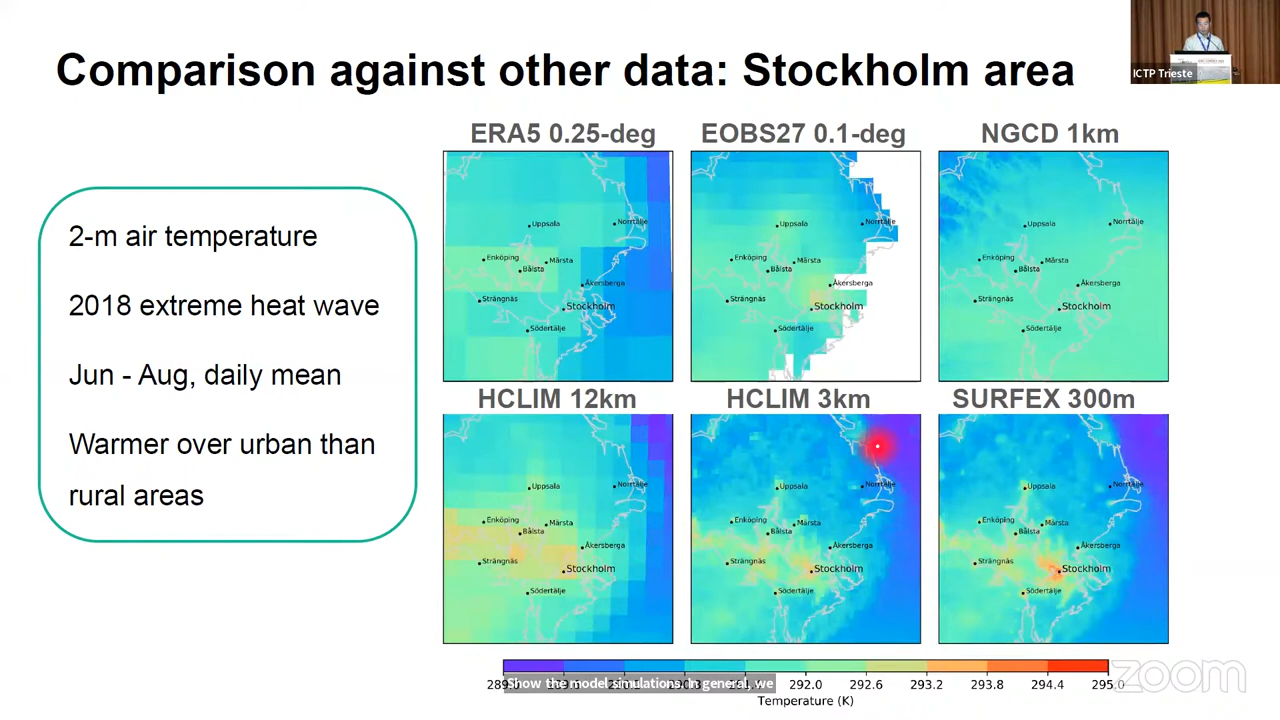 Comparison against other data: Stockholm area
ICTP Trieste
2-m air temperature
2018 extreme heat wave
Jun - Aug, daily mean
Warmer over urban than
rural areas
ERA5 0.25-deg
EOBS27 0.1-deg
NGCD 1km
Uppsala
Norrtälje
Enköping
Märsta
Bålsta
Åkersberga
Strängnäs
Stockholm
Södertälje
Uppsala
Norrtälje
Enköping
Märsta
Bålsta
Åkersberga
Strängnäs
Stockholm
Södertälje
Uppsala
Norrtälje
Enköping
Märsta
Bålsta
Åkersberga
Strängnäs
Stockholm
Södertälje
HCLIM 12km
HCLIM 3km
SURFEX 300m
Uppsala
Norrtälje
Enköping
Märsta
Bålsta
Åkersberga
Strängnäs
Stockholm
Södertälje
Uppsala
Norrtälje
Enköping
Märsta
Bålsta
Åkersberga
Strängnäs
Stockholm
Södertälje
Uppsala
Norrtälje
Enköping
Märsta
Bålsta
Åkersberga
Strängnäs
Stockholm
Södertälje
Show the model simulations. In general, we
292.0 292.6 293.2 293.8 294.4 295.0
Temperature (K)
zoom